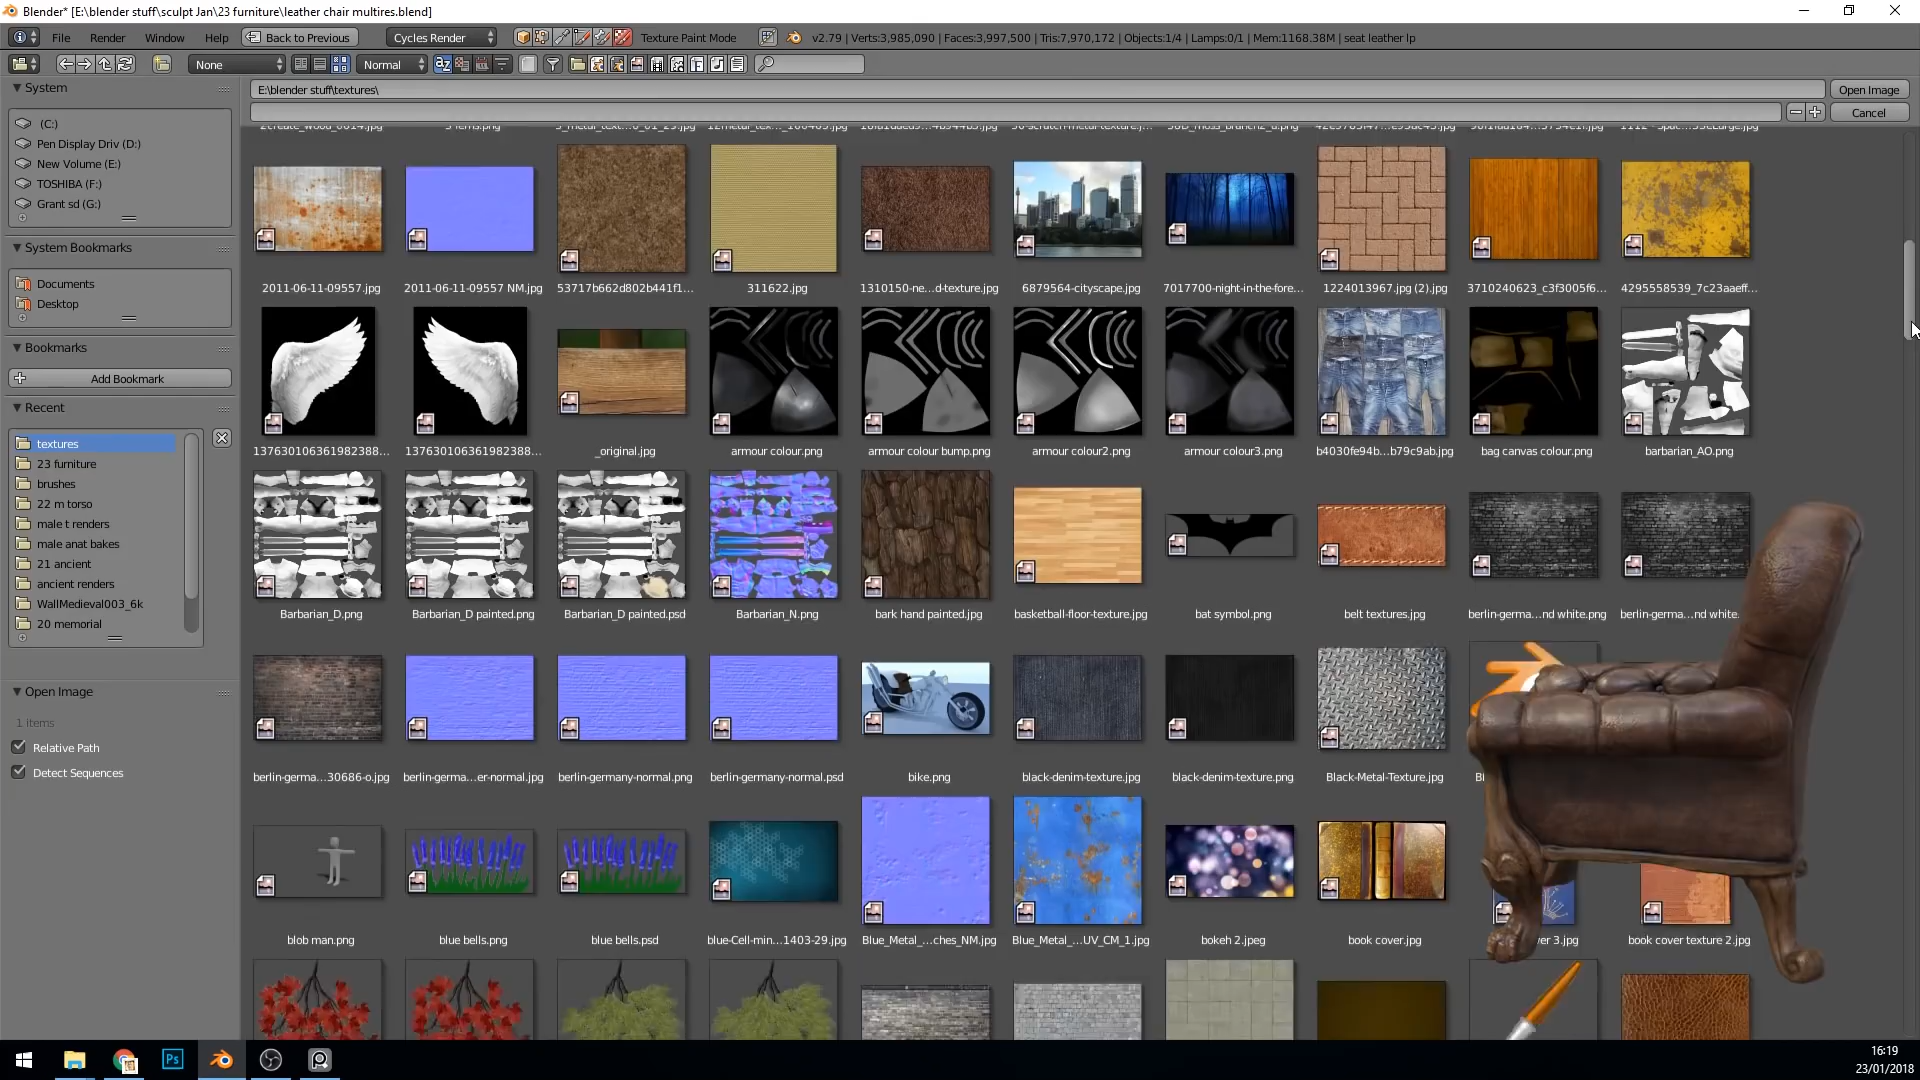 Blender* [E:\blender stuff\sculpt Jan\23 furniture\leather chair multires.blend]
File Render Window Help Back to Previous Cycles Render Texture Paint Mode v2.79 | Verts:3,985,090 | Faces:3,997,500 | Tris:7,970,172 | Objects:1/4 | Lamps:0/1 | Mem:1168.38M | seat leather lp
None Normal
System
(C:)
Pen Display Driv (D:)
New Volume (E:)
TOSHIBA (F:)
Grant sd (G:)
System Bookmarks
Documents
Desktop
Bookmarks
Add Bookmark
Recent
textures
23 furniture
brushes
22 m torso
male t renders
male anat bakes
21 ancient
ancient renders
WallMedieval003_6k
20 memorial
Open Image
1 items
Relative Path
Detect Sequences
E:\blender stuff\textures\ Open Image
Cancel
2011-06-11-09557.jpg 2011-06-11-09557 NM.jpg 53717b662d802b441f1... 311622.jpg 1310150-ne...d-texture.jpg 6879564-cityscape.jpg 7017700-night-in-the-fore... 1224013967.jpg (2).jpg 3710240623_c3f3005f6... 4295558539_7c23aaeff...
137630106361982388... 137630106361982388... _original.jpg armour colour.png armour colour bump.png armour colour2.png armour colour3.png b4030fe94b...b79c9ab.jpg bag canvas colour.png barbarian_AO.png
Barbarian_D.png Barbarian_D painted.png Barbarian_D painted.psd Barbarian_N.png bark hand painted.jpg basketball-floor-texture.jpg bat symbol.png belt textures.jpg berlin-germa...nd white.png berlin-germa...nd white.
berlin-germa...30686-o.jpg berlin-germa...er-normal.jpg berlin-germany-normal.png berlin-germany-normal.psd bike.png black-denim-texture.jpg black-denim-texture.png Black-Metal-Texture.jpg
blob man.png blue bells.png blue bells.psd blue-Cell-min...1403-29.jpg Blue_Metal_...ches_NM.jpg Blue_Metal_...UV_CM_1.jpg bokeh 2.jpeg book cover.jpg ver 3.jpg book cover texture 2.jpg
Ps
16:19
23/01/2018